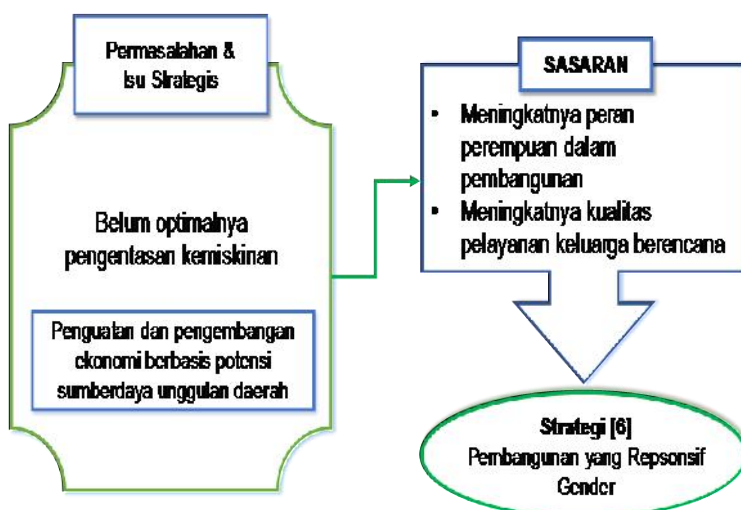 Permasalahan &
Isu Strategis
Belum optimalnya
pengentasan kemiskinan
Penguatan dan pengembangan
ekonomi berbasis potensi
sumberdaya unggulan daerah
SASARAN
• Meningkatnya peran
perempuan dalam
pembangunan
• Meningkatnya kualitas
pelayanan keluarga berencana
Strategi [6]
Pembangunan yang Repsonsif
Gender